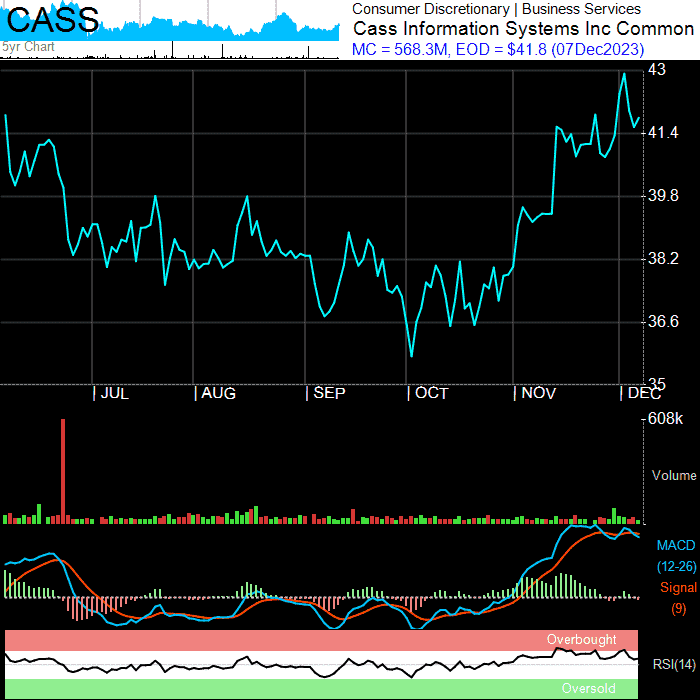 CASS
5yr Chart
Consumer Discretionary | Business Services
Cass Information Systems Inc Common
MC = 568.3M, EOD = $41.8 (07Dec2023)
43
41.4
39.8
38.2
36.6
35
| JUL | AUG | SEP | OCT | NOV | DEC
608k
Volume
MACD
(12-26)
Signal
(9)
Overbought
RSI(14)
Oversold